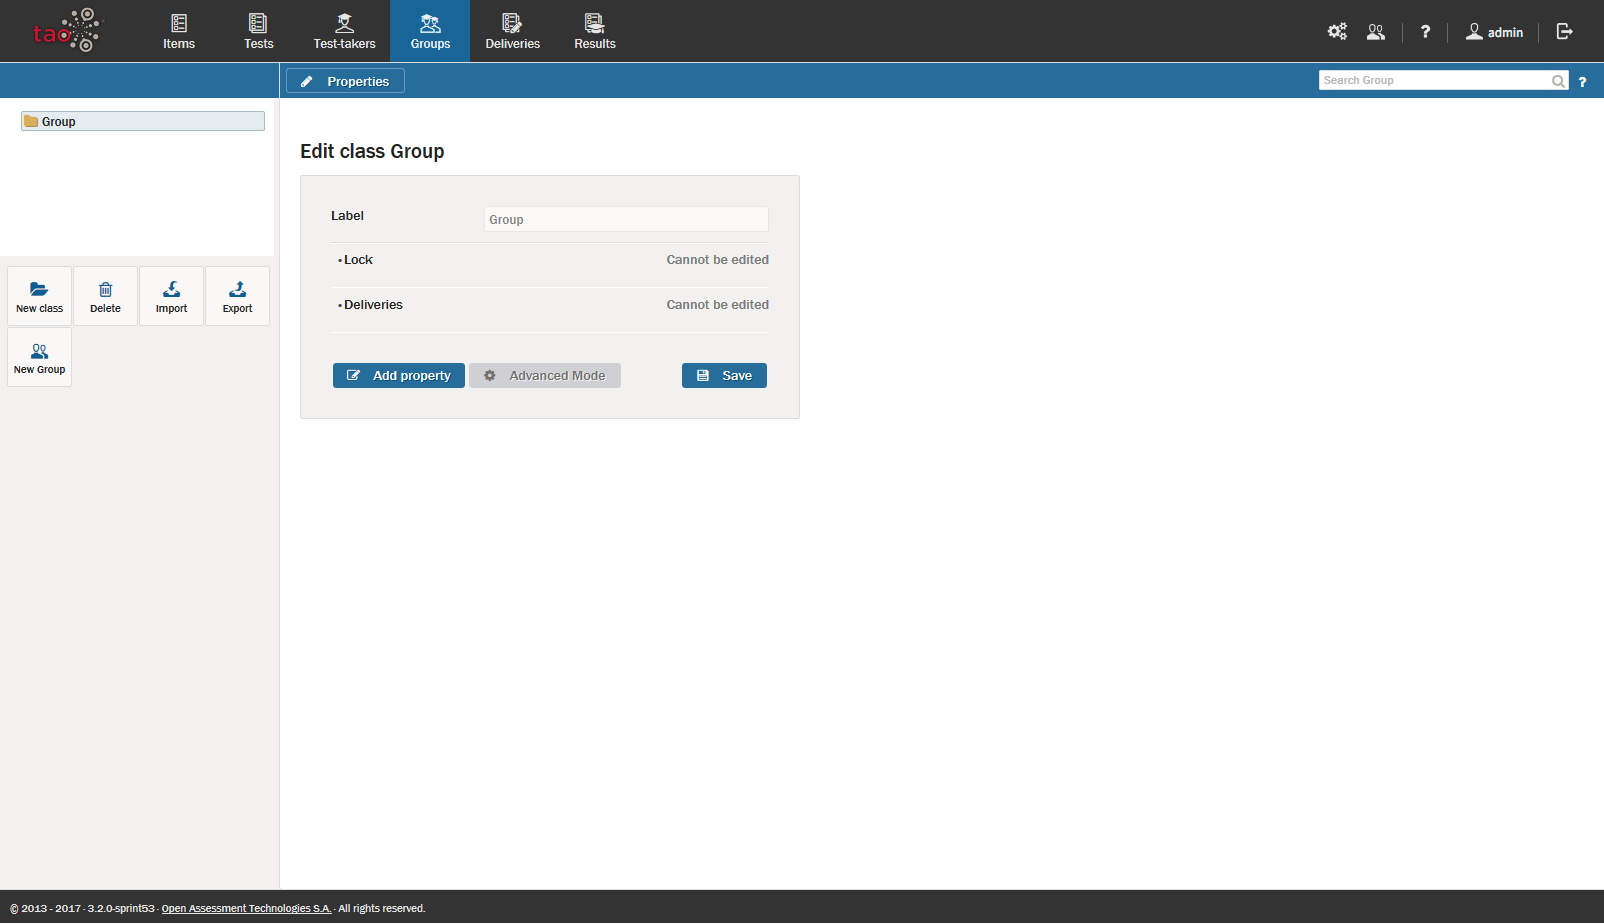 tao
Items
Tests
Test-takers
Groups
Deliveries
Results
?
admin
Properties
Search Group
?
Group
Edit class Group
Label
Group
• Lock
Cannot be edited
• Deliveries
Cannot be edited
Add property
Advanced Mode
Save
New class
Delete
Import
Export
New Group
© 2013 - 2017 · 3.2.0-sprint53 · Open Assessment Technologies S.A. · All rights reserved.